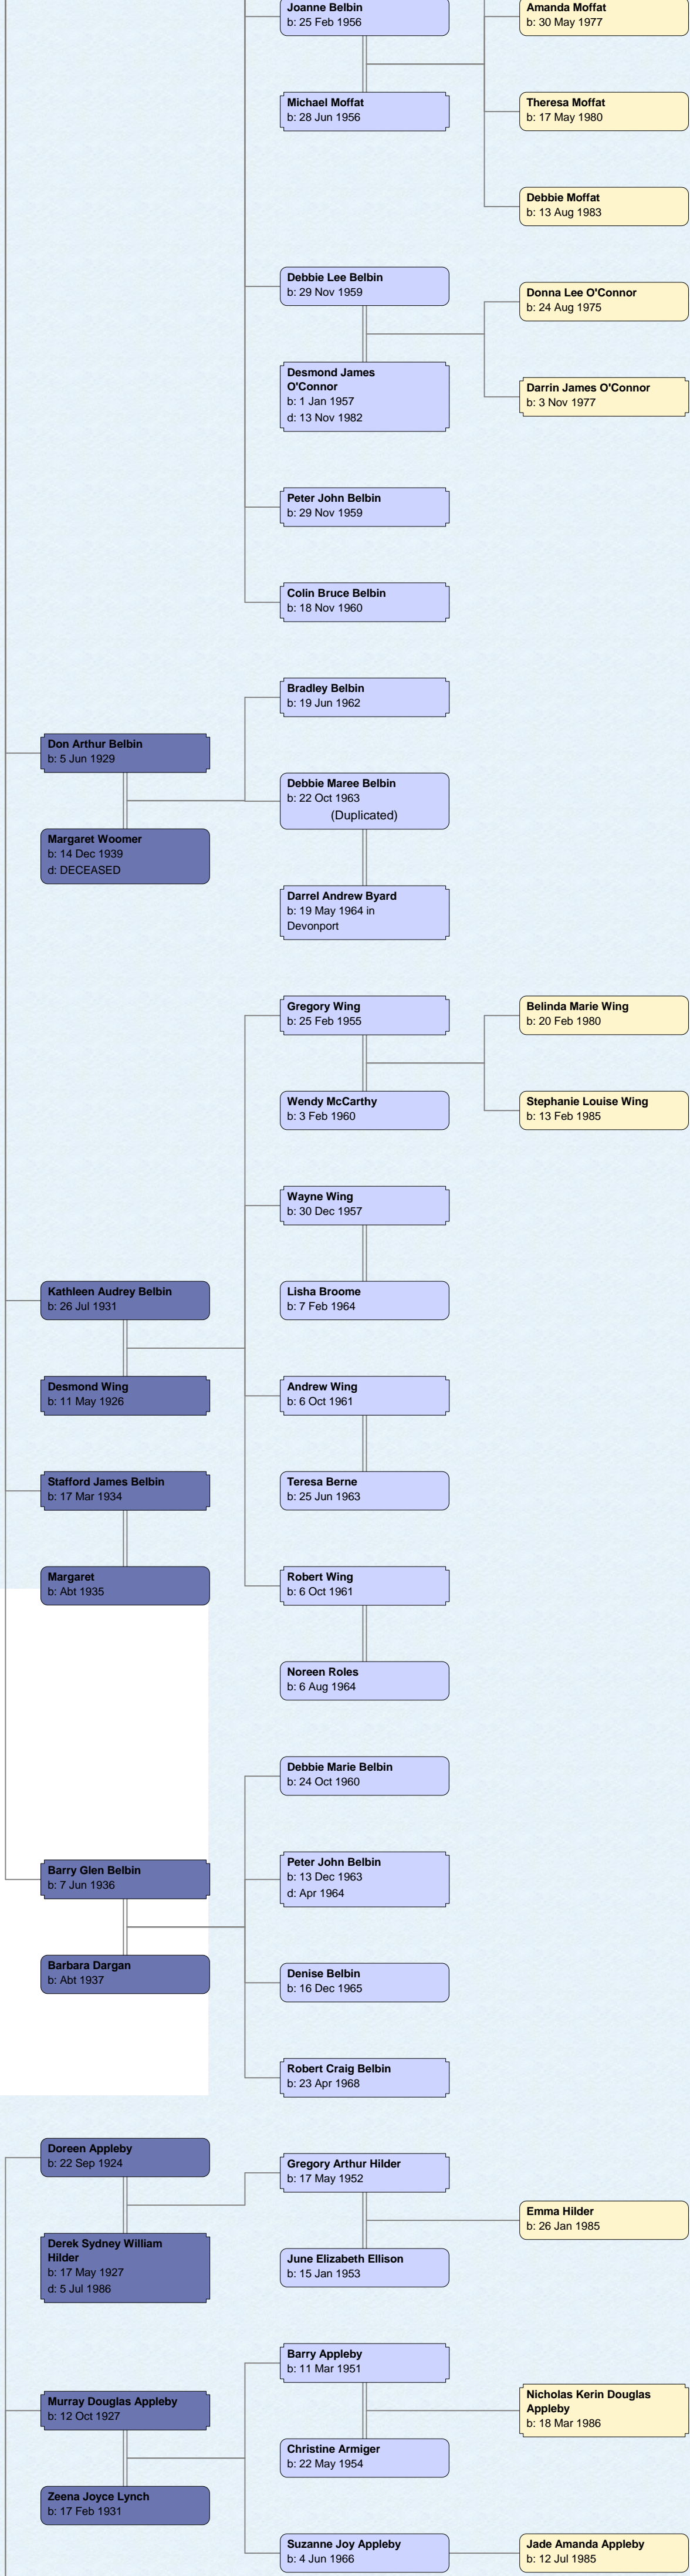 Joanne Belbin
b: 25 Feb 1956
Amanda Moffat
b: 30 May 1977
Michael Moffat
b: 28 Jun 1956
Theresa Moffat
b: 17 May 1980
Debbie Moffat
b: 13 Aug 1983
Debbie Lee Belbin
b: 29 Nov 1959
Donna Lee O'Connor
b: 24 Aug 1975
Desmond James
O'Connor
b: 1 Jan 1957
d: 13 Nov 1982
Darrin James O'Connor
b: 3 Nov 1977
Peter John Belbin
b: 29 Nov 1959
Colin Bruce Belbin
b: 18 Nov 1960
Bradley Belbin
b: 19 Jun 1962
Don Arthur Belbin
b: 5 Jun 1929
Debbie Maree Belbin
b: 22 Oct 1963
(Duplicated)
Margaret Woomer
b: 14 Dec 1939
d: DECEASED
Darrel Andrew Byard
b: 19 May 1964 in
Devonport
Gregory Wing
b: 25 Feb 1955
Belinda Marie Wing
b: 20 Feb 1980
Wendy McCarthy
b: 3 Feb 1960
Stephanie Louise Wing
b: 13 Feb 1985
Wayne Wing
b: 30 Dec 1957
Kathleen Audrey Belbin
b: 26 Jul 1931
Lisha Broome
b: 7 Feb 1964
Desmond Wing
b: 11 May 1926
Andrew Wing
b: 6 Oct 1961
Stafford James Belbin
b: 17 Mar 1934
Teresa Berne
b: 25 Jun 1963
Margaret
b: Abt 1935
Robert Wing
b: 6 Oct 1961
Noreen Roles
b: 6 Aug 1964
Debbie Marie Belbin
b: 24 Oct 1960
Barry Glen Belbin
b: 7 Jun 1936
Peter John Belbin
b: 13 Dec 1963
d: Apr 1964
Barbara Dargan
b: Abt 1937
Denise Belbin
b: 16 Dec 1965
Robert Craig Belbin
b: 23 Apr 1968
Doreen Appleby
b: 22 Sep 1924
Gregory Arthur Hilder
b: 17 May 1952
Emma Hilder
b: 26 Jan 1985
Derek Sydney William
Hilder
b: 17 May 1927
d: 5 Jul 1986
June Elizabeth Ellison
b: 15 Jan 1953
Barry Appleby
b: 11 Mar 1951
Murray Douglas Appleby
b: 12 Oct 1927
Nicholas Kerin Douglas
Appleby
b: 18 Mar 1986
Christine Armiger
b: 22 May 1954
Zeena Joyce Lynch
b: 17 Feb 1931
Suzanne Joy Appleby
b: 4 Jun 1966
Jade Amanda Appleby
b: 12 Jul 1985